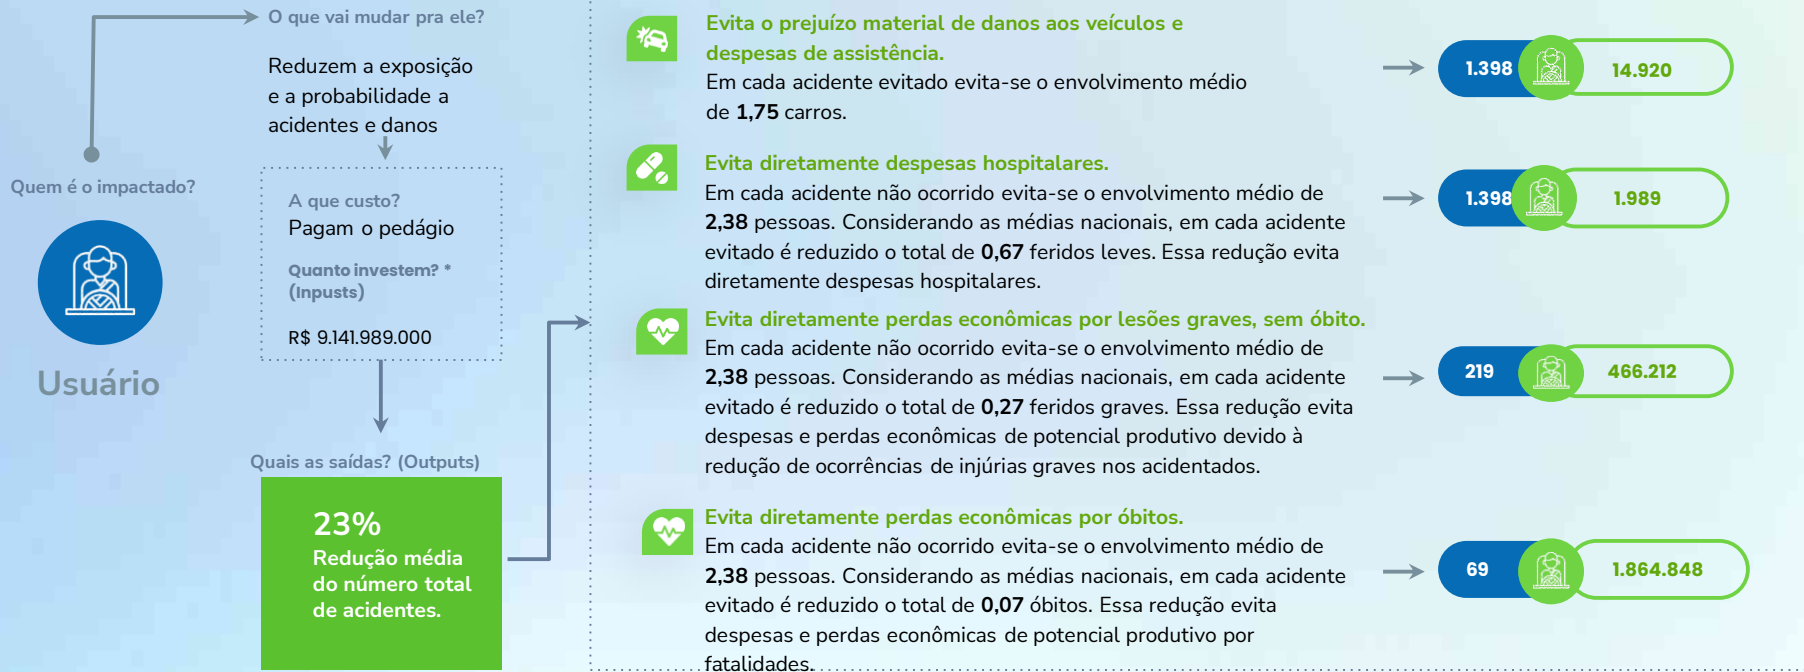 O que vai mudar pra ele?
Reduzem a exposição
e a probabilidade a
acidentes e danos
Quem é o impactado?
Usuário
A que custo?
Pagam o pedágio
Quanto investem? *
(Inpusts)
R$ 9.141.989.000
Quais as saídas? (Outputs)
23%
Redução média
do número total
de acidentes.
Evita o prejuízo material de danos aos veículos e
despesas de assistência.
Em cada acidente evitado evita-se o envolvimento médio
de 1,75 carros.
1.398
14.920
Evita diretamente despesas hospitalares.
Em cada acidente não ocorrido evita-se o envolvimento médio de
2,38 pessoas. Considerando as médias nacionais, em cada acidente
evitado é reduzido o total de 0,67 feridos leves. Essa redução evita
diretamente despesas hospitalares.
1.398
1.989
Evita diretamente perdas econômicas por lesões graves, sem óbito.
Em cada acidente não ocorrido evita-se o envolvimento médio de
2,38 pessoas. Considerando as médias nacionais, em cada acidente
evitado é reduzido o total de 0,27 feridos graves. Essa redução evita
despesas e perdas econômicas de potencial produtivo devido à
redução de ocorrências de injúrias graves nos acidentados.
219
466.212
Evita diretamente perdas econômicas por óbitos.
Em cada acidente não ocorrido evita-se o envolvimento médio de
2,38 pessoas. Considerando as médias nacionais, em cada acidente
evitado é reduzido o total de 0,07 óbitos. Essa redução evita
despesas e perdas econômicas de potencial produtivo por
fatalidades.
69
1.864.848